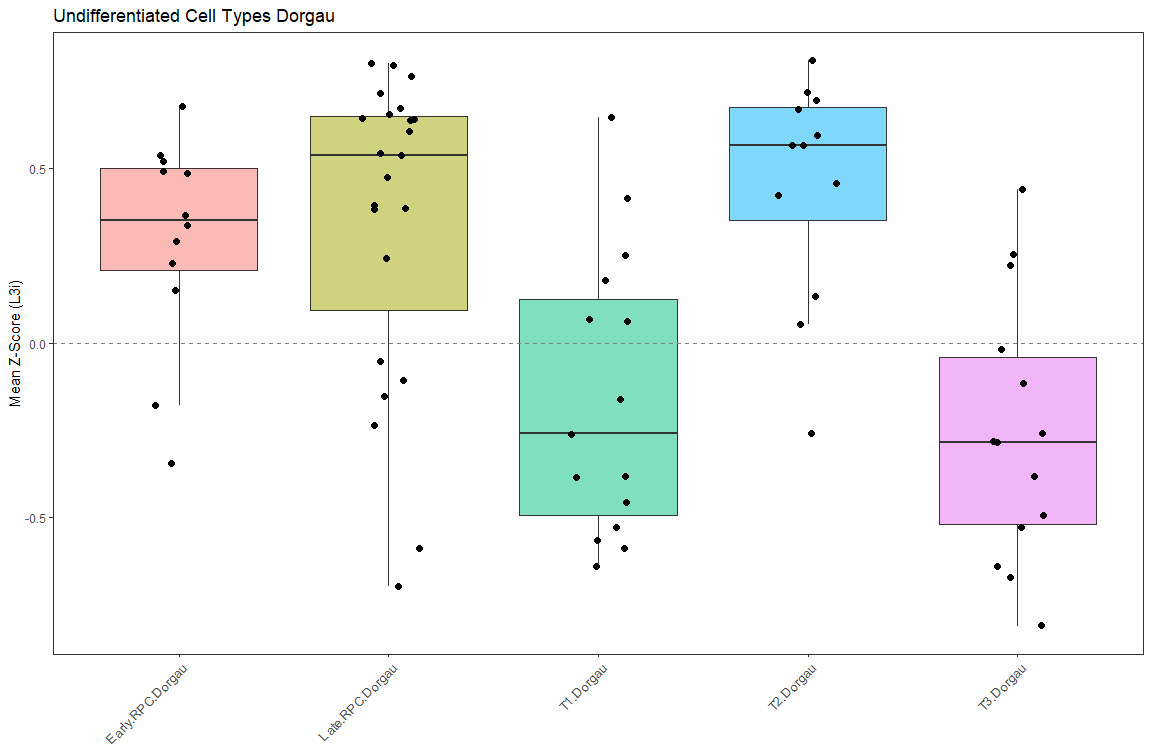 Undifferentiated Cell Types Dorgau
Mean Z-Score (L3i)
0.5
0.0
-0.5
Early.RPC.Dorgau
Late.RPC.Dorgau
T1.Dorgau
T2.Dorgau
T3.Dorgau